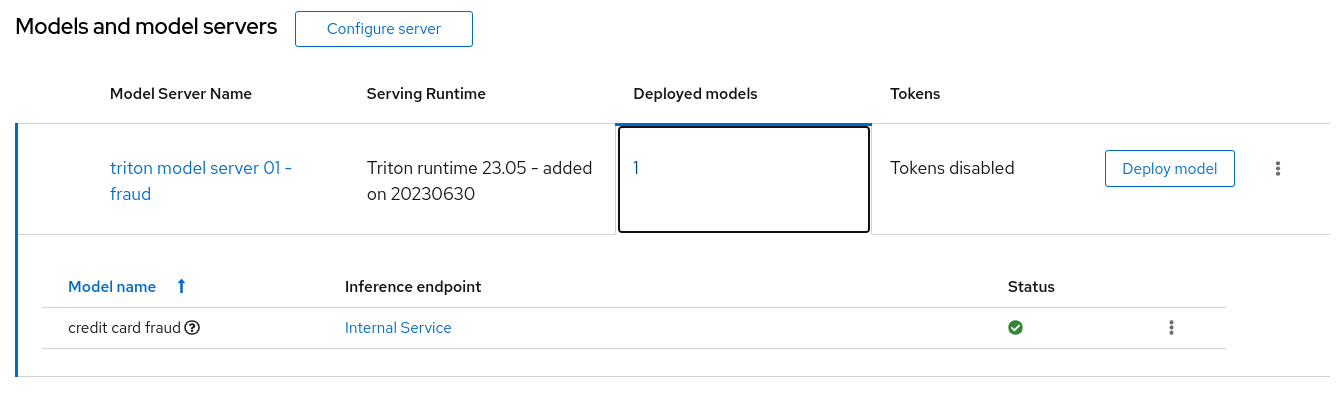 Models and model servers
Configure server
Model Server Name
Serving Runtime
Deployed models
Tokens
triton model server 01 -
fraud
Triton runtime 23.05 - added
on 20230630
1
Tokens disabled
Deploy model
Model name
Inference endpoint
Status
credit card fraud
Internal Service